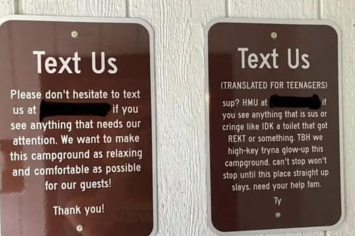 Text Us
Please don't hesitate to text
us at if you
see anything that needs our
attention. We want to make
this campground as relaxing
and comfortable as possible
for our guests!
Thank you!
Text Us
(TRANSLATED FOR TEENAGERS)
sup? HMU at if
you see anything that is sus or
cringe like IDK a toilet that got
REKT or something. TBH we
high-key tryna glow-up this
campground. can't stop won't
stop until this place straight up
slays. need your help fam.
Ty